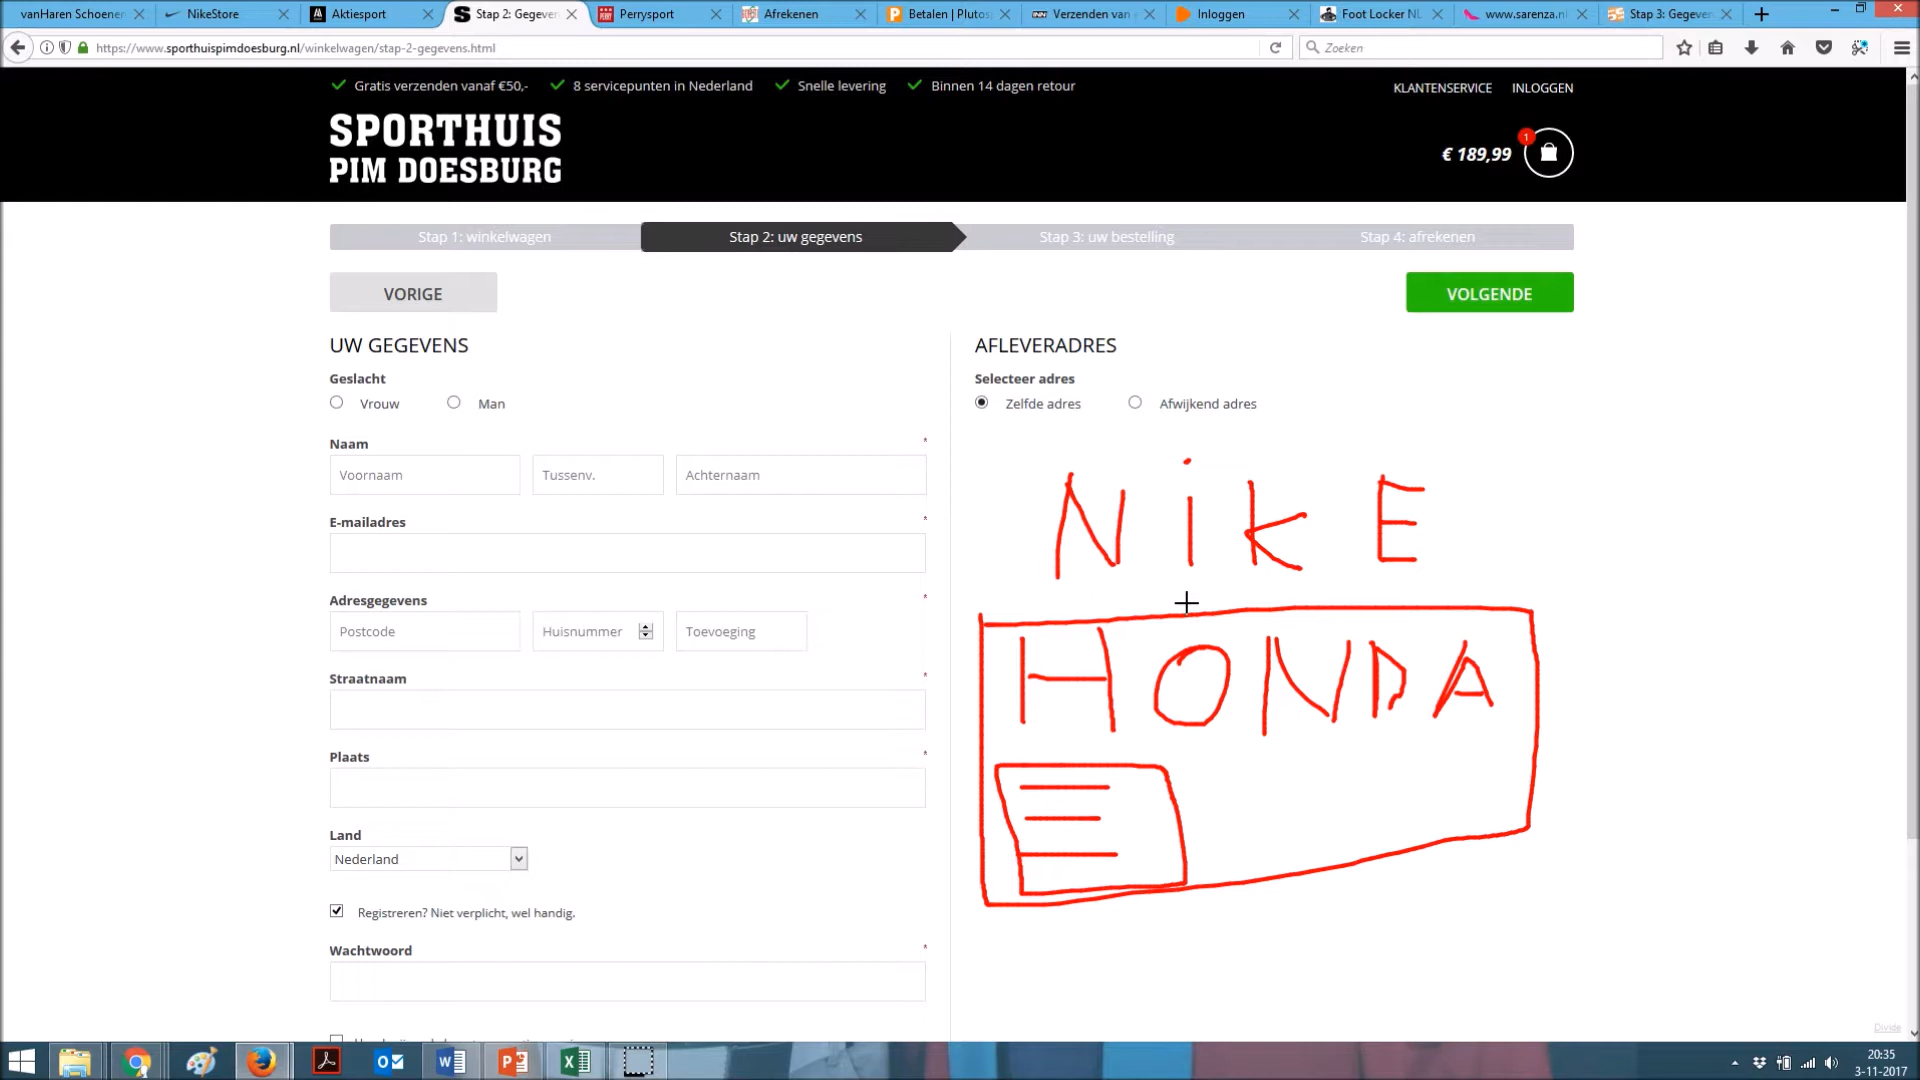 vanHaren Schoenen
NikeStore
Aktiesport
Stap 2: Gegeven
Perrysport
Afrekenen
Betalen | Plutos
Verzenden van
Inloggen
Foot Locker NL
www.sarenza.nl
Stap 3: Gegeven
https://www.sporthuispimdoesburg.nl/winkelwagen/stap-2-gegevens.html
Zoeken
Gratis verzenden vanaf €50,-
8 servicepunten in Nederland
Snelle levering
Binnen 14 dagen retour
KLANTENSERVICE INLOGGEN
SPORTHUIS
PIM DOESBURG
€ 189,99
1
Stap 1: winkelwagen
Stap 2: uw gegevens
Stap 3: uw bestelling
Stap 4: afrekenen
VORIGE
VOLGENDE
UW GEGEVENS
Geslacht
Vrouw Man
Naam *
Voornaam Tussenv. Achternaam
E-mailadres *
Adresgegevens *
Postcode Huisnummer Toevoeging
Straatnaam *
Plaats *
Land
Nederland
Registreren? Niet verplicht, wel handig.
Wachtwoord *
AFLEVERADRES
Selecteer adres
Zelfde adres Afwijkend adres
NikE
HONDA
Divide
20:35
3-11-2017